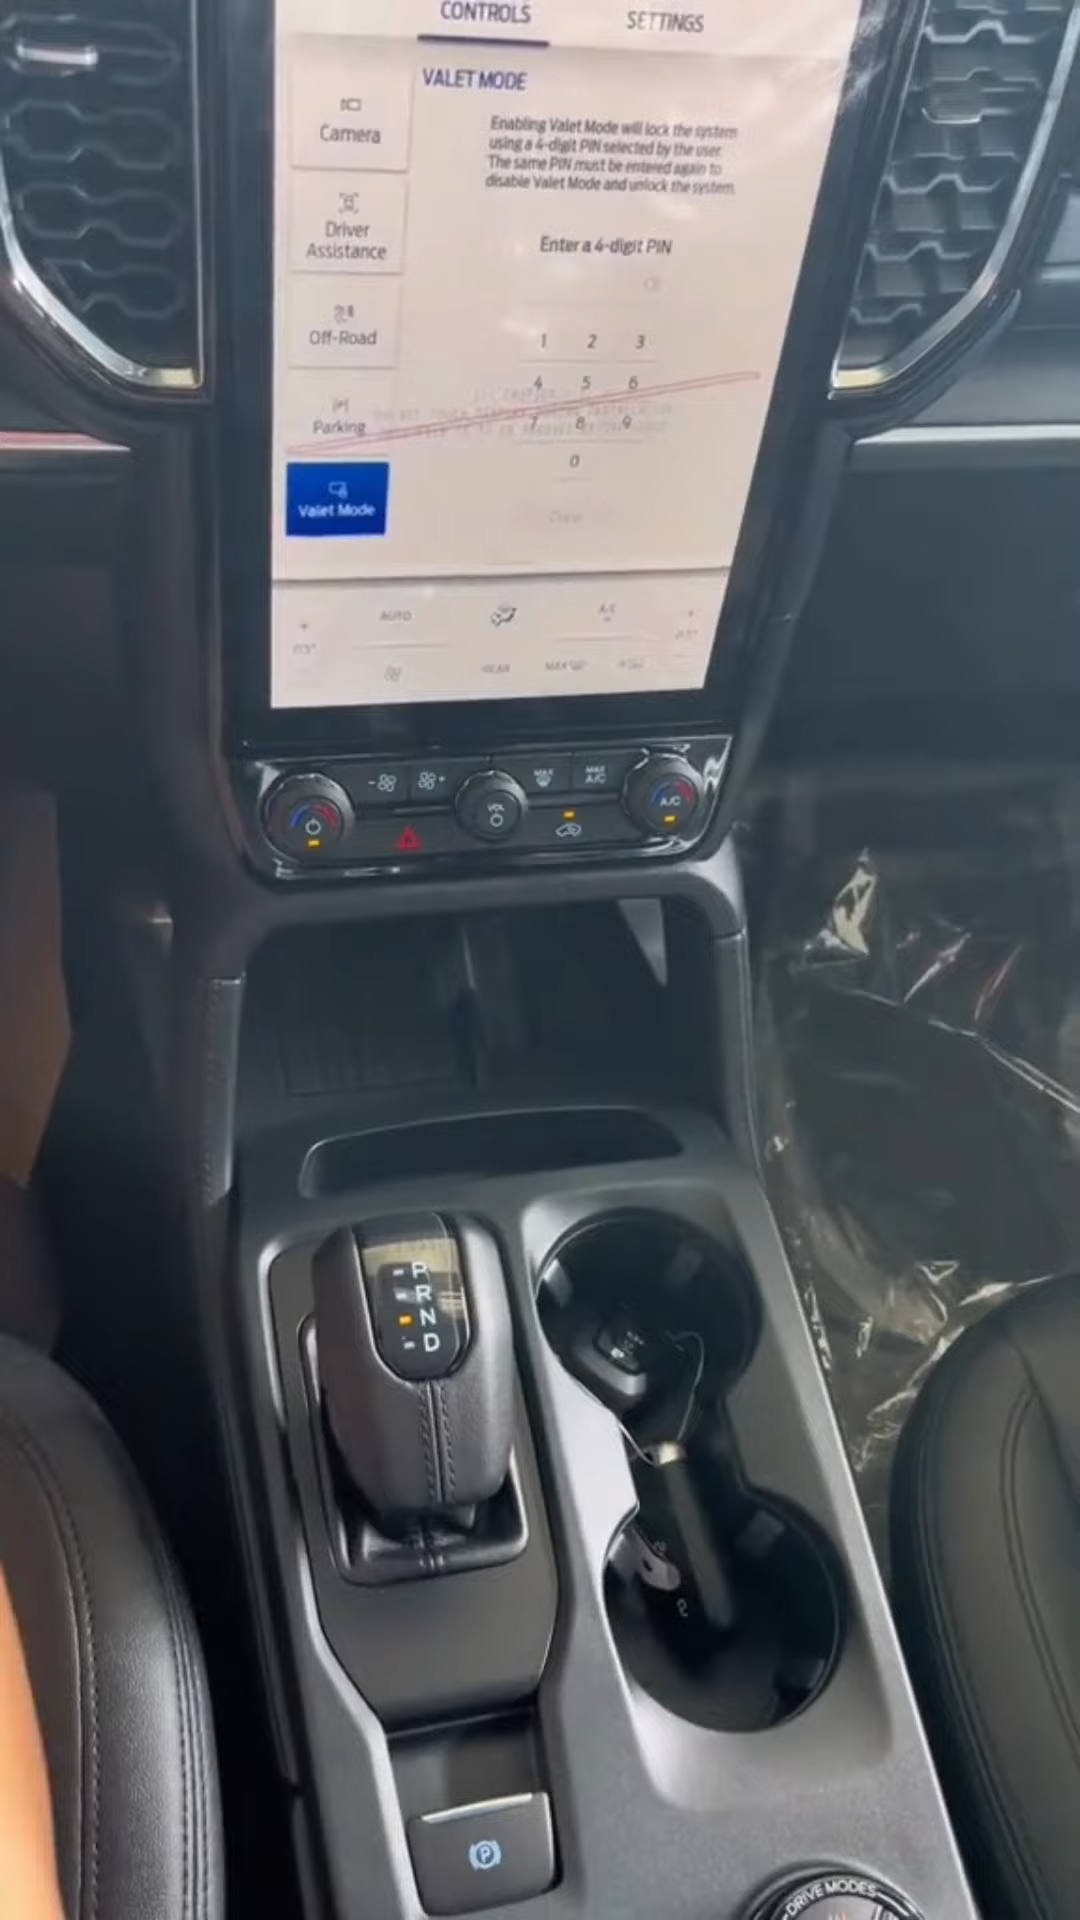 CONTROLS
SETTINGS
VALET MODE
Camera
Enabling Valet Mode will lock the system
using a 4-digit PIN selected by the user.
The same PIN must be entered again to
disable Valet Mode and unlock the system.
Driver
Assistance
Enter a 4-digit PIN
Off-Road
1 2 3
4 5 6
Parking
7 8 9
0
Valet Mode
AUTO
A/C
REAR
MAX
MAX
MAX
A/C
VOL
A/C
P
R
N
D
P
DRIVE MODES